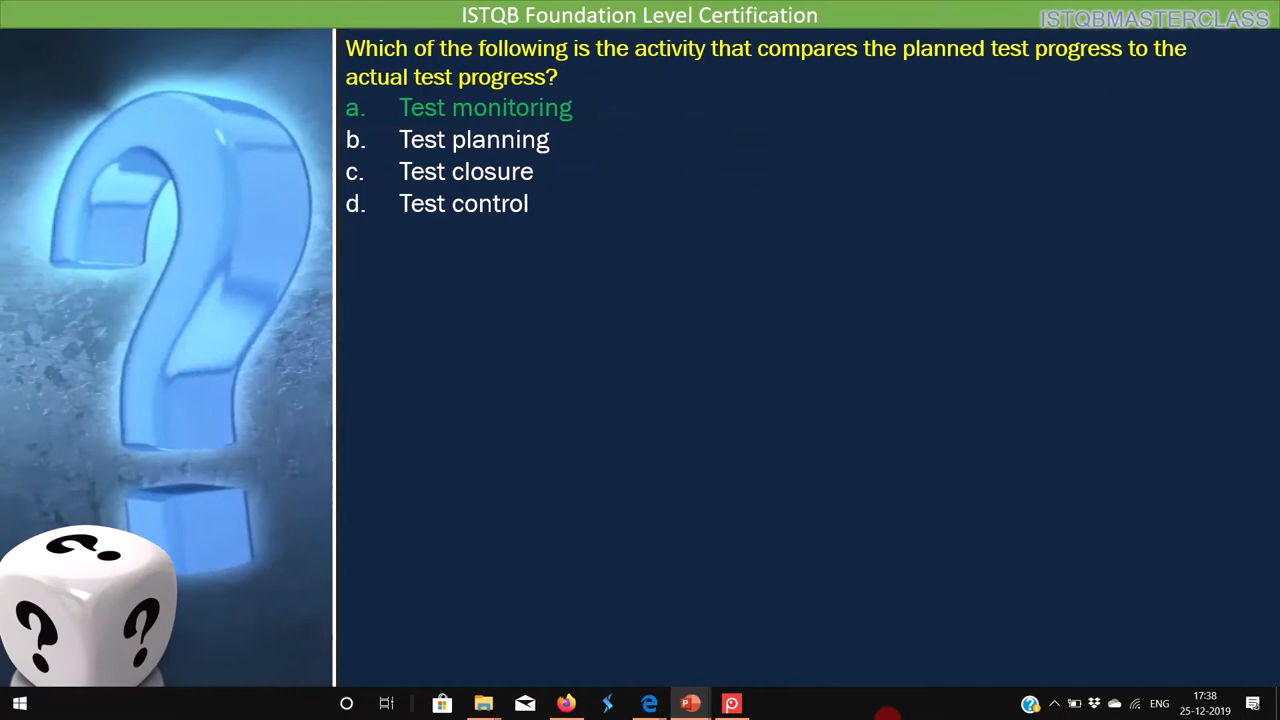 ISTQB Foundation Level Certification
ISTQBMASTERCLASS
Which of the following is the activity that compares the planned test progress to the
actual test progress?
a. Test monitoring
b. Test planning
c. Test closure
d. Test control
ENG
17:38
25-12-2019